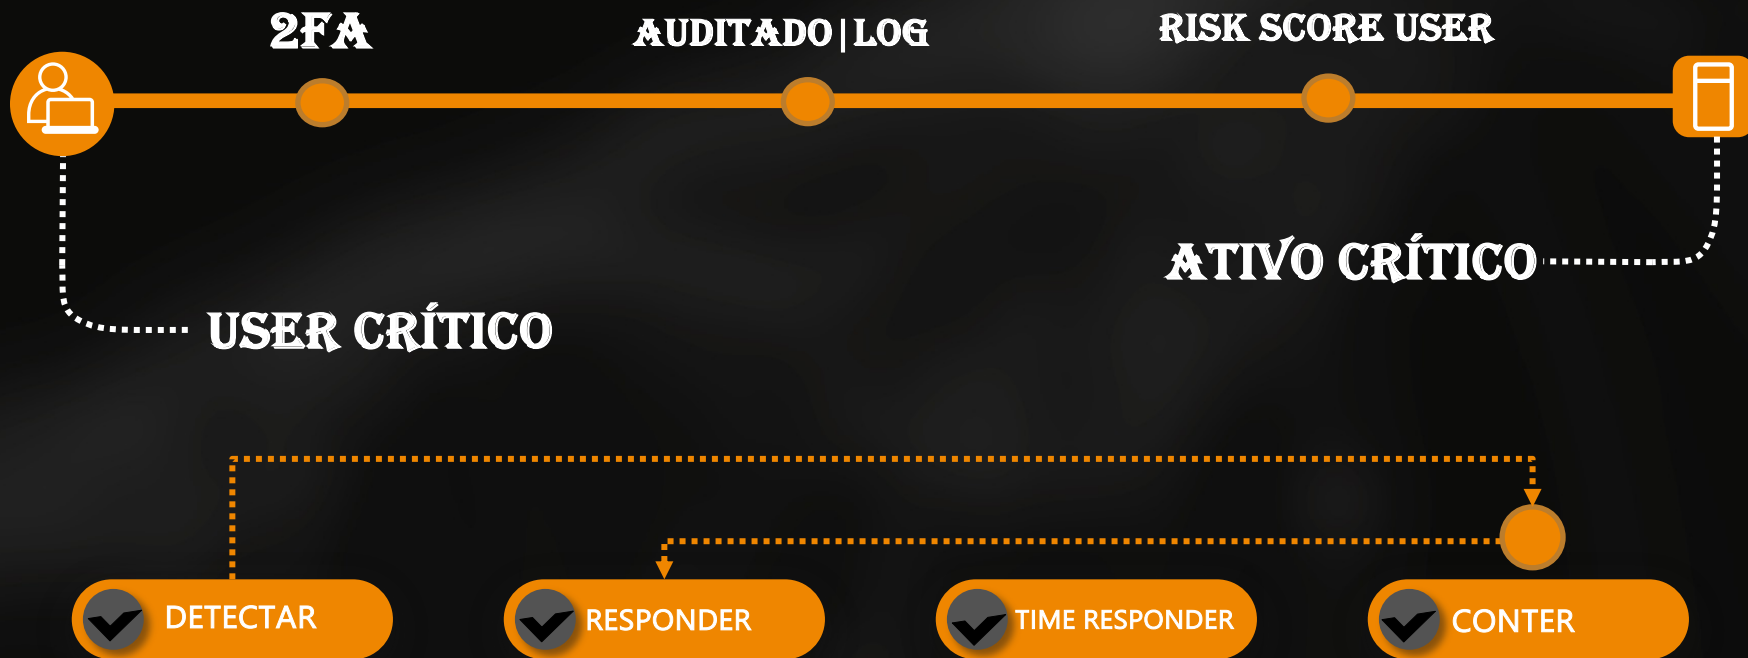 2FA
AUDITADO|LOG
RISK SCORE USER
ATIVO CRÍTICO
USER CRÍTICO
DETECTAR
RESPONDER
TIME RESPONDER
CONTER